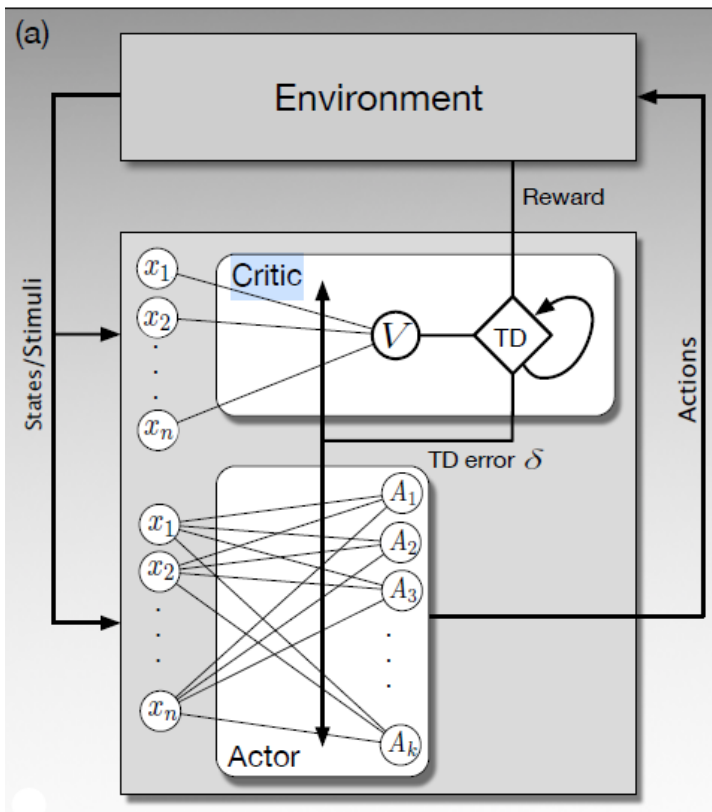 (a)
Environment
Reward
States/Stimuli
Actions
x₁
x₂
xₙ
Critic
V
TD
TD error δ
x₁
x₂
xₙ
A₁
A₂
A₃
Aₖ
Actor